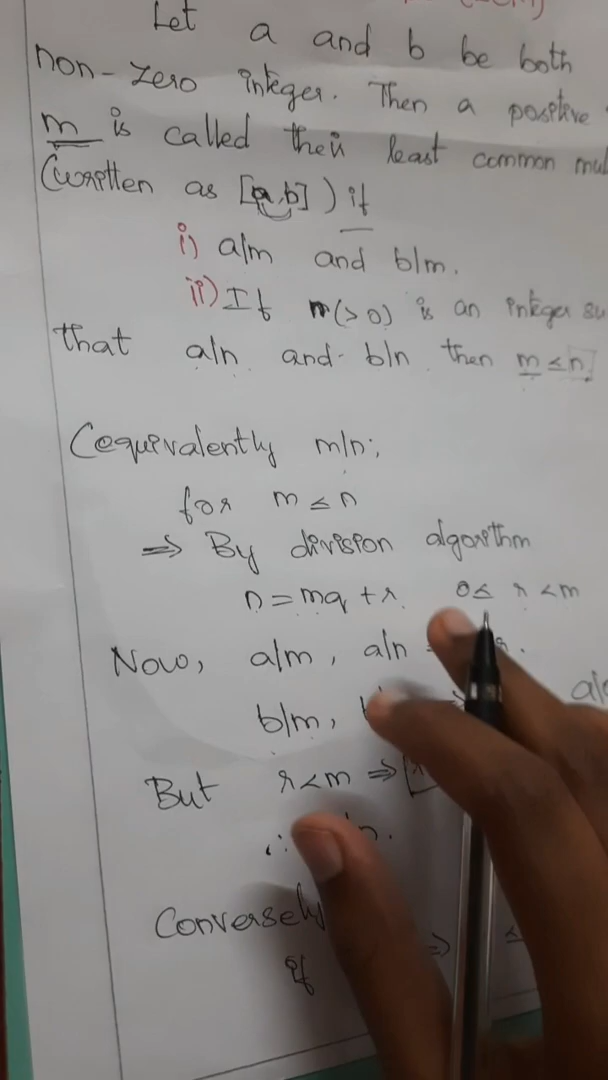 Let a and b be both
non-zero integer. Then a positive
m is called their least common mul
(written as [a,b]) if
i) a/m and b/m.
ii) If n(>0) is an integer su
that a/n and b/n then m ≤ n
(equivalently m/n;
for m ≤ n
⇒ By division algorithm
n = mq + r 0 ≤ r < m
Now, a/m, a/n
b/m,
But r < m ⇒
∴
Conversely
if ⇒ ≤